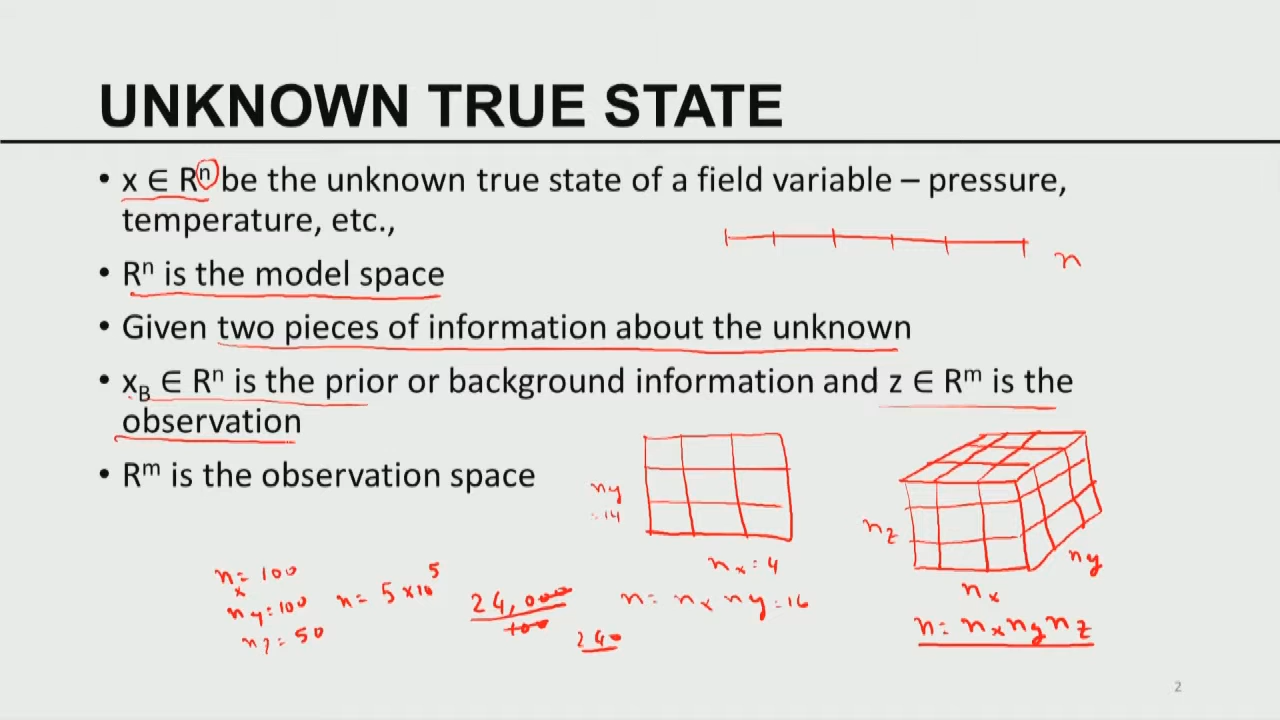 UNKNOWN TRUE STATE
• x ∈ Rⁿ be the unknown true state of a field variable – pressure,
temperature, etc.,
n
• Rⁿ is the model space
• Given two pieces of information about the unknown
• x_B ∈ Rⁿ is the prior or background information and z ∈ Rᵐ is the
observation
• Rᵐ is the observation space
ny
= 14
nx = 4
n = nx ny = 16
nz
ny
nx
n = nx ny nz
nx = 100
ny = 100
nz = 50
n = 5 × 10⁵
24,000
100
240
2